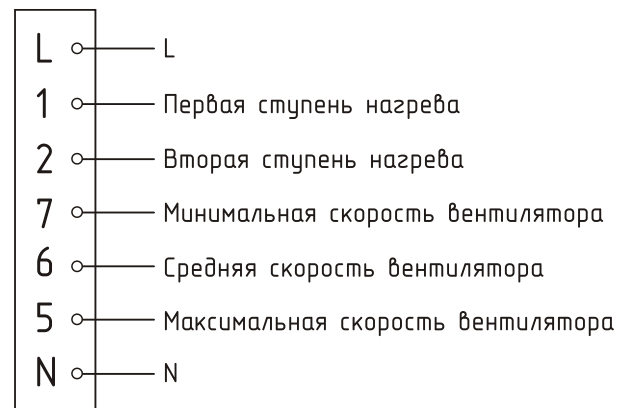 L L
1 Первая ступень нагрева
2 Вторая ступень нагрева
7 Минимальная скорость вентилятора
6 Средняя скорость вентилятора
5 Максимальная скорость вентилятора
N N